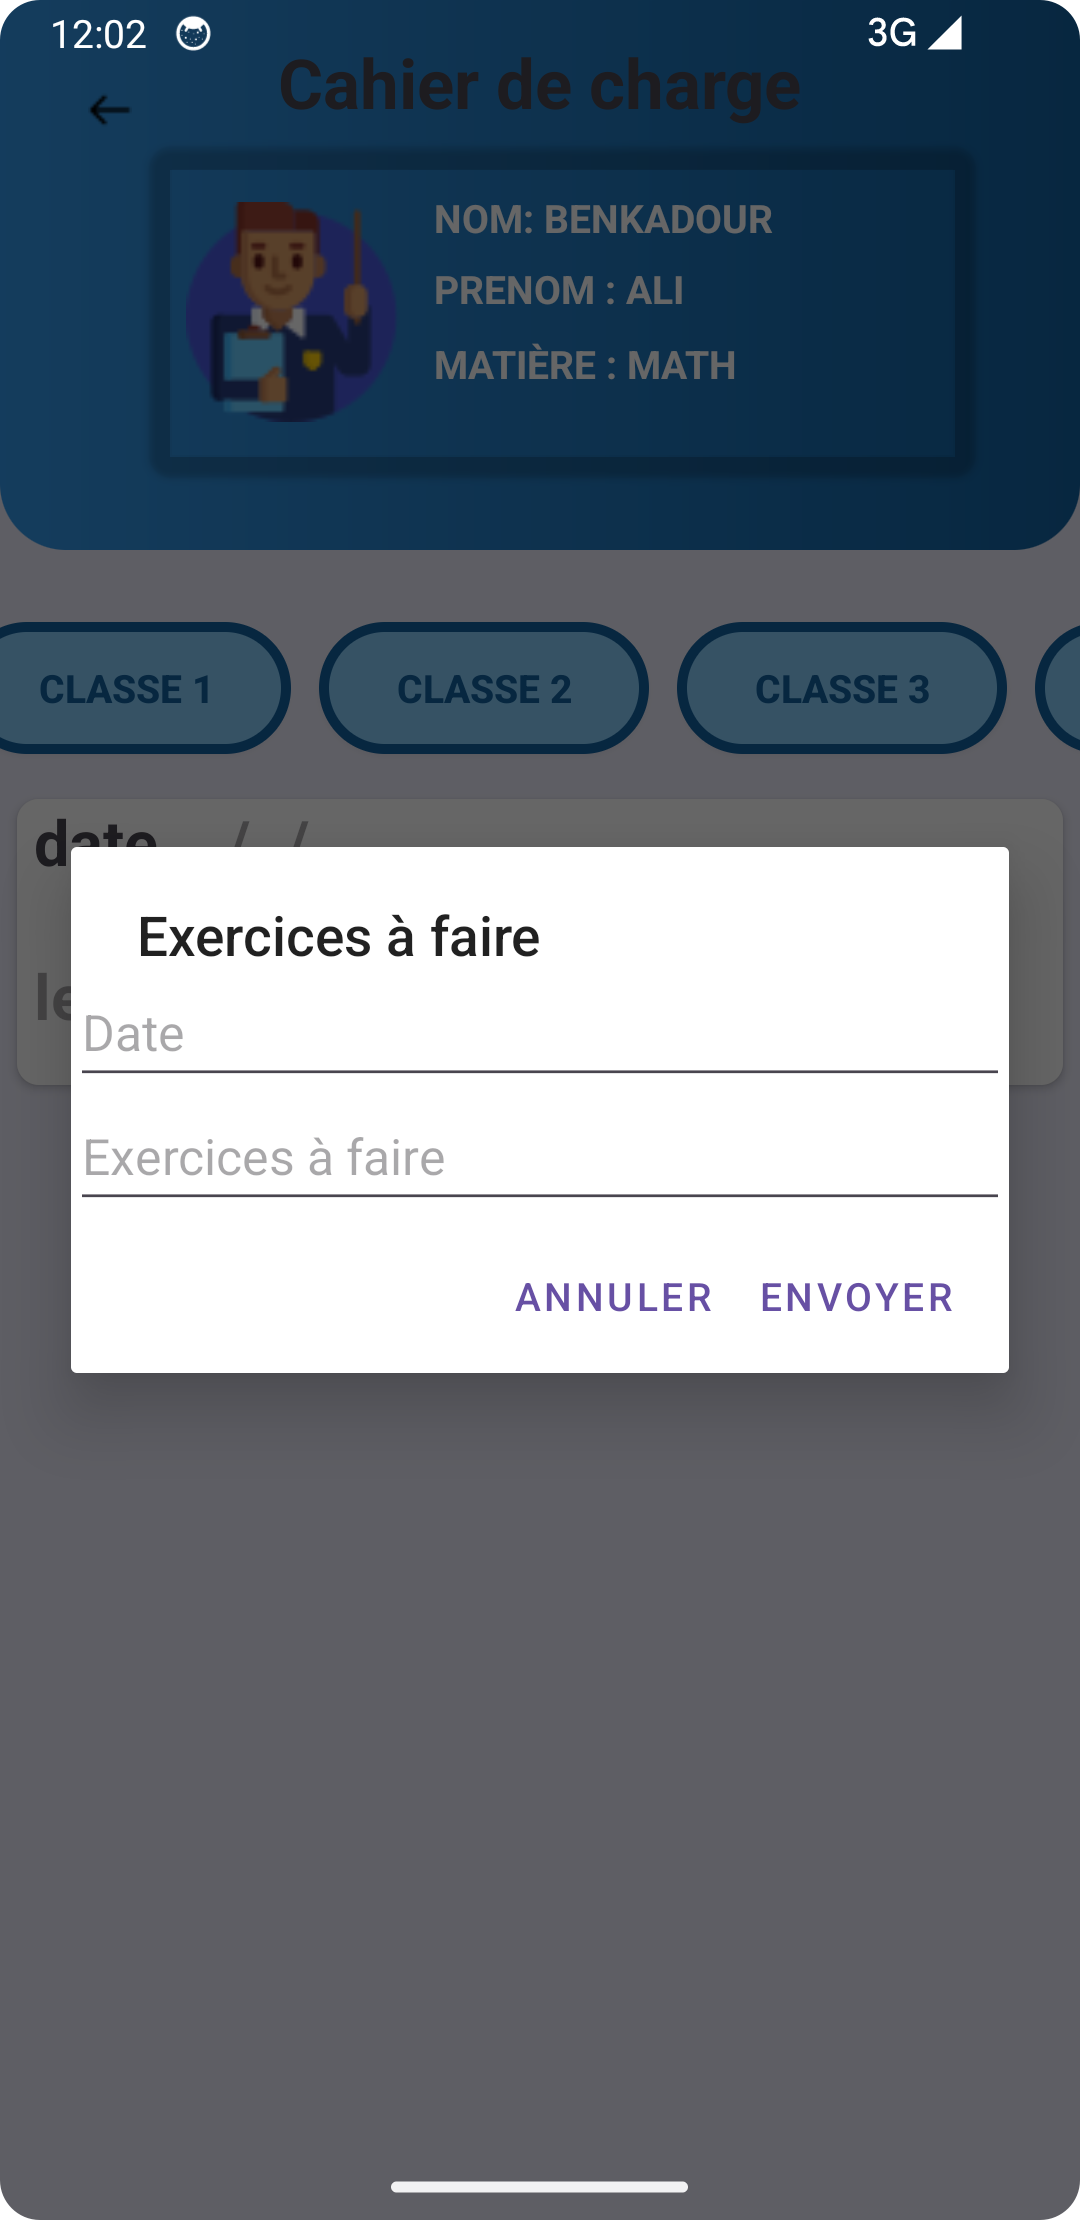 12:02
3G
Cahier de charge
NOM: BENKADOUR
PRENOM : ALI
MATIÈRE : MATH
CLASSE 1 CLASSE 2 CLASSE 3
date / /
le
Exercices à faire
Date
Exercices à faire
ANNULER ENVOYER